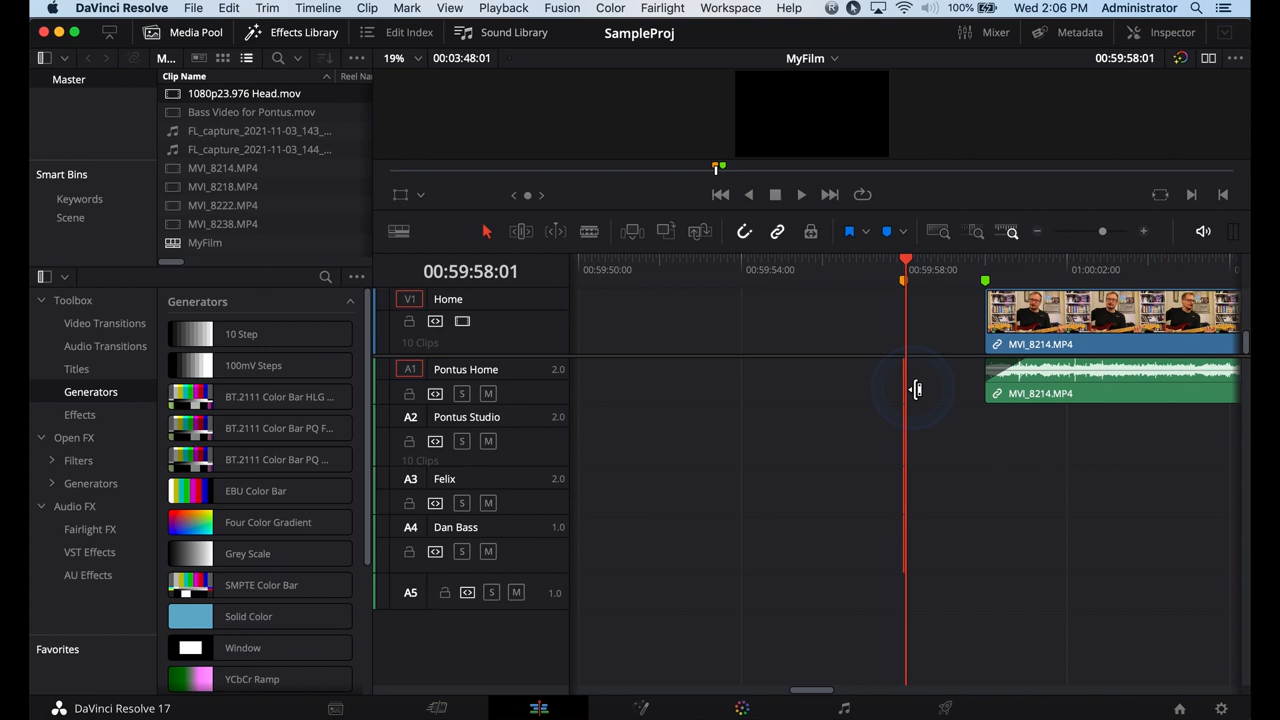 DaVinci Resolve File Edit Trim Timeline Clip Mark View Playback Fusion Color Fairlight Workspace Help 100% Wed 2:06 PM Administrator
Media Pool Effects Library Edit Index Sound Library SampleProj Mixer Metadata Inspector
M... 19% 00:03:48:01 MyFilm 00:59:58:01
Master
Clip Name Reel Na
1080p23.976 Head.mov
Bass Video for Pontus.mov
FL_capture_2021-11-03_143_...
FL_capture_2021-11-03_144_...
MVI_8214.MP4
MVI_8218.MP4
MVI_8222.MP4
MVI_8238.MP4
MyFilm
Smart Bins
Keywords
Scene
Toolbox
Video Transitions
Audio Transitions
Titles
Generators
Effects
Open FX
Filters
Generators
Audio FX
Fairlight FX
VST Effects
AU Effects
Favorites
Generators
10 Step
100mV Steps
BT.2111 Color Bar HLG ...
BT.2111 Color Bar PQ F...
BT.2111 Color Bar PQ ...
EBU Color Bar
Four Color Gradient
Grey Scale
SMPTE Color Bar
Solid Color
Window
YCbCr Ramp
00:59:58:01
00:59:50:00 00:59:54:00 00:59:58:00 01:00:02:00
V1 Home
10 Clips
MVI_8214.MP4
A1 Pontus Home 2.0
S M
MVI_8214.MP4
A2 Pontus Studio 2.0
S M
10 Clips
A3 Felix 2.0
S M
A4 Dan Bass 1.0
S M
A5 S M 1.0
DaVinci Resolve 17